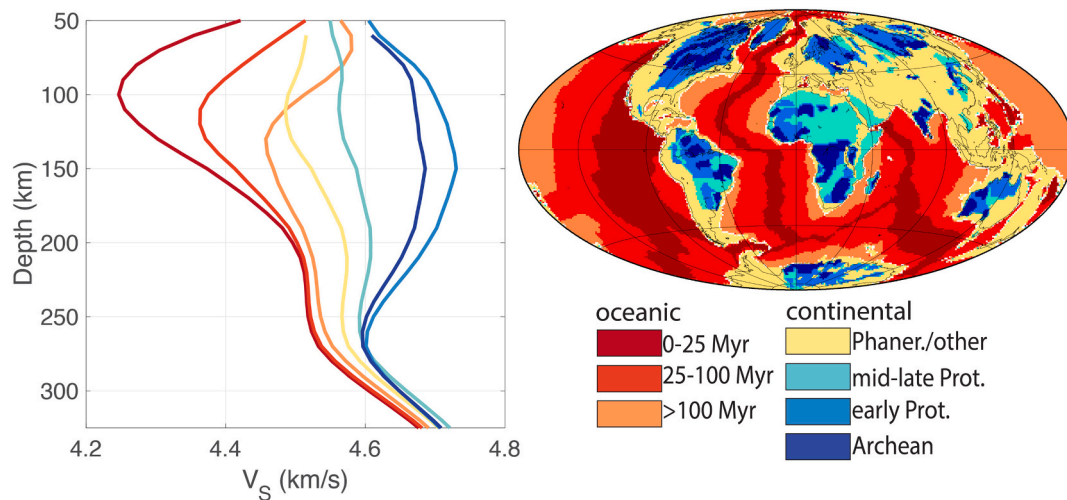 50
100
150
200
250
300
Depth (km)
4.2 4.4 4.6 4.8
V_S (km/s)
oceanic
0-25 Myr
25-100 Myr
>100 Myr
continental
Phaner./other
mid-late Prot.
early Prot.
Archean